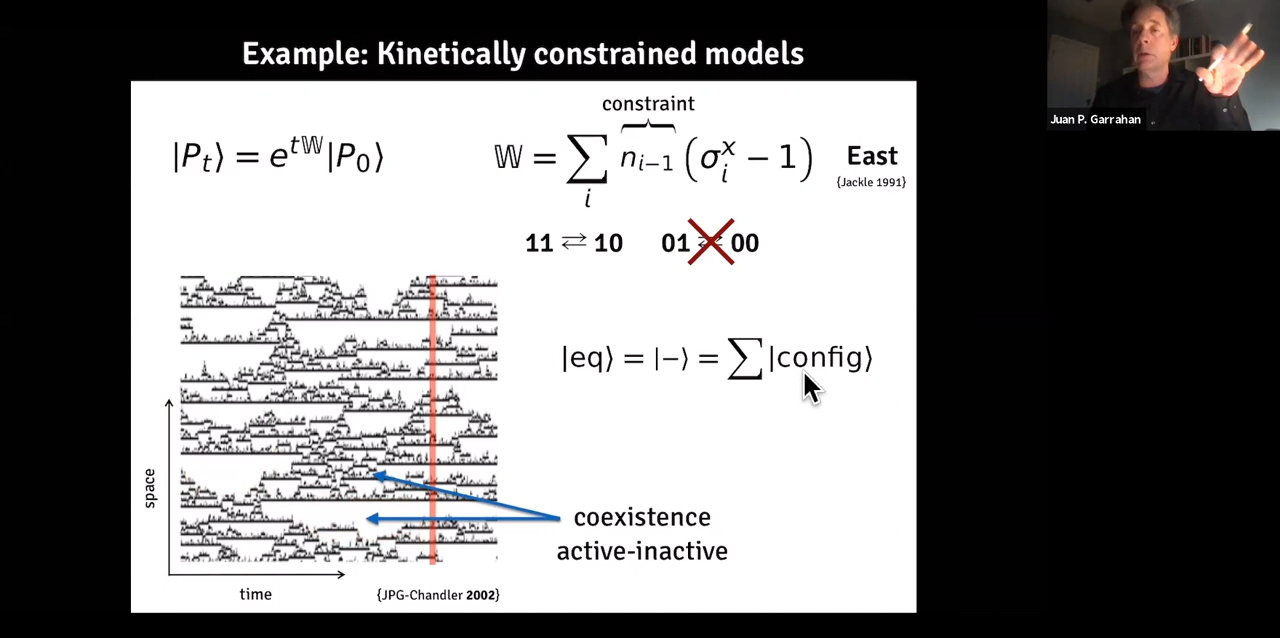 Example: Kinetically constrained models
Juan P. Garrahan
constraint
|P_t⟩ = e^{t𝕎}|P_0⟩
𝕎 = ∑_i n_{i−1} (σ_i^x − 1)
East
{Jackle 1991}
11 ⇄ 10 01 ⇄ 00
|eq⟩ = |−⟩ = ∑ |config⟩
space
coexistence
active-inactive
time
{JPG-Chandler 2002}